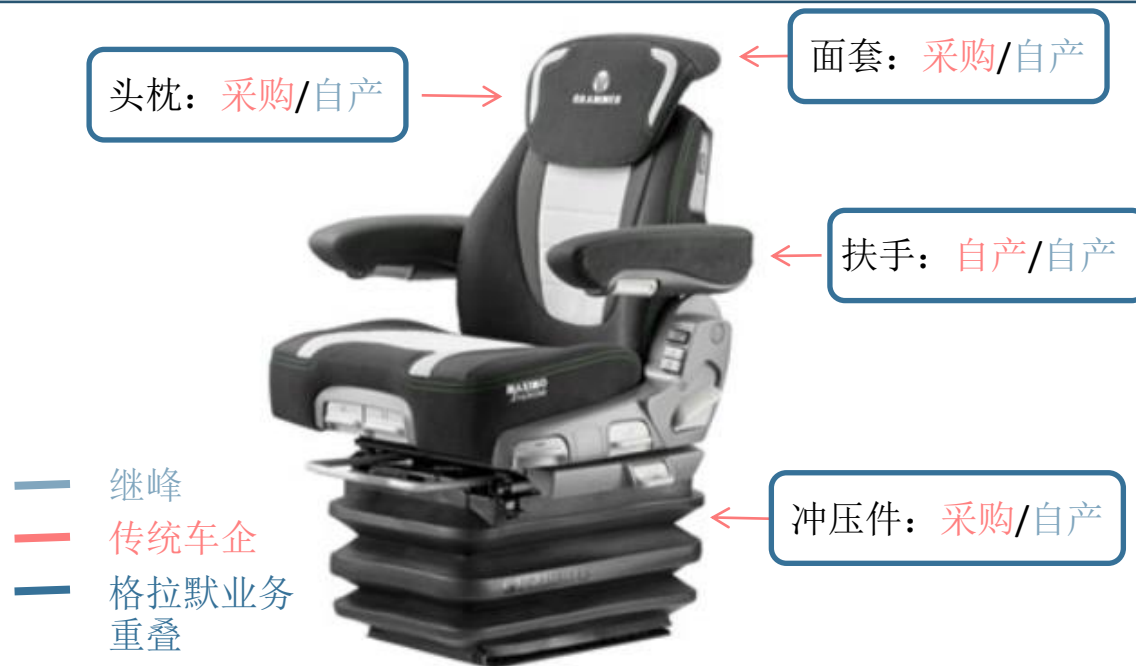 面套：采购/自产
头枕：采购/自产
GRAMMER
扶手：自产/自产
MAXIMO
继峰
冲压件：采购/自产
传统车企
格拉默业务
重叠